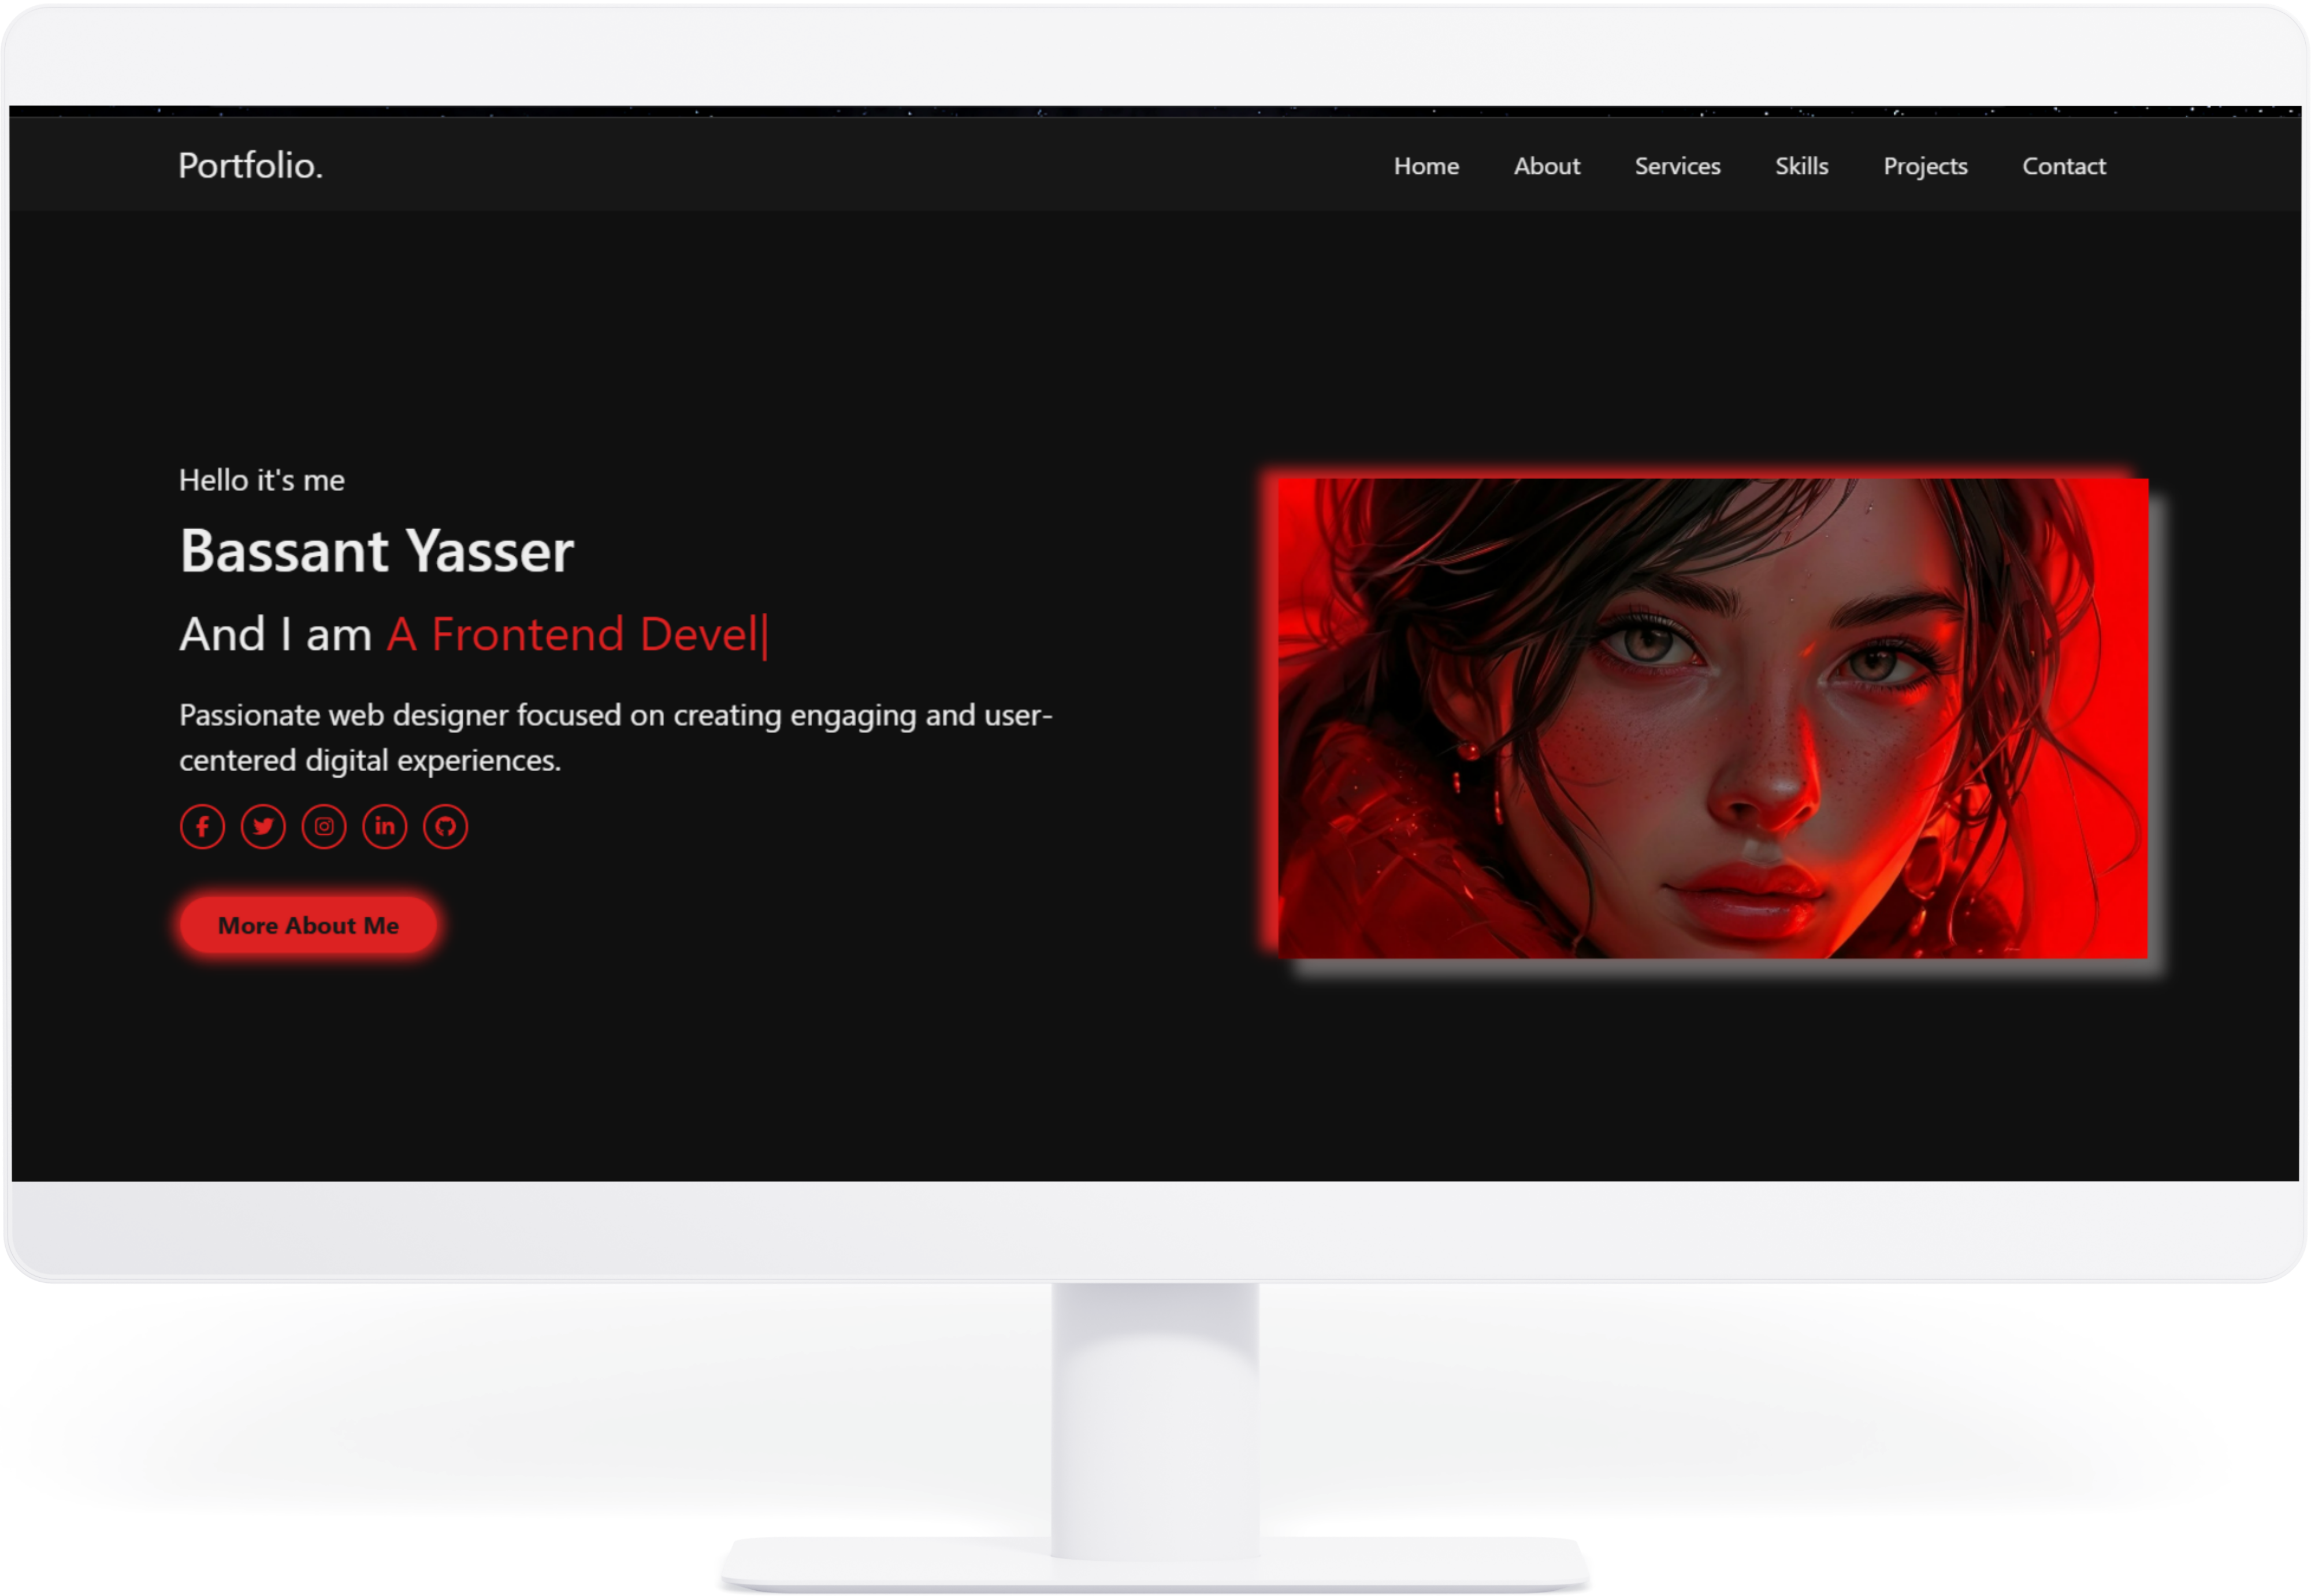 Portfolio.
Home About Services Skills Projects Contact
Hello it's me
Bassant Yasser
And I am A Frontend Devel|
Passionate web designer focused on creating engaging and user-
centered digital experiences.
More About Me